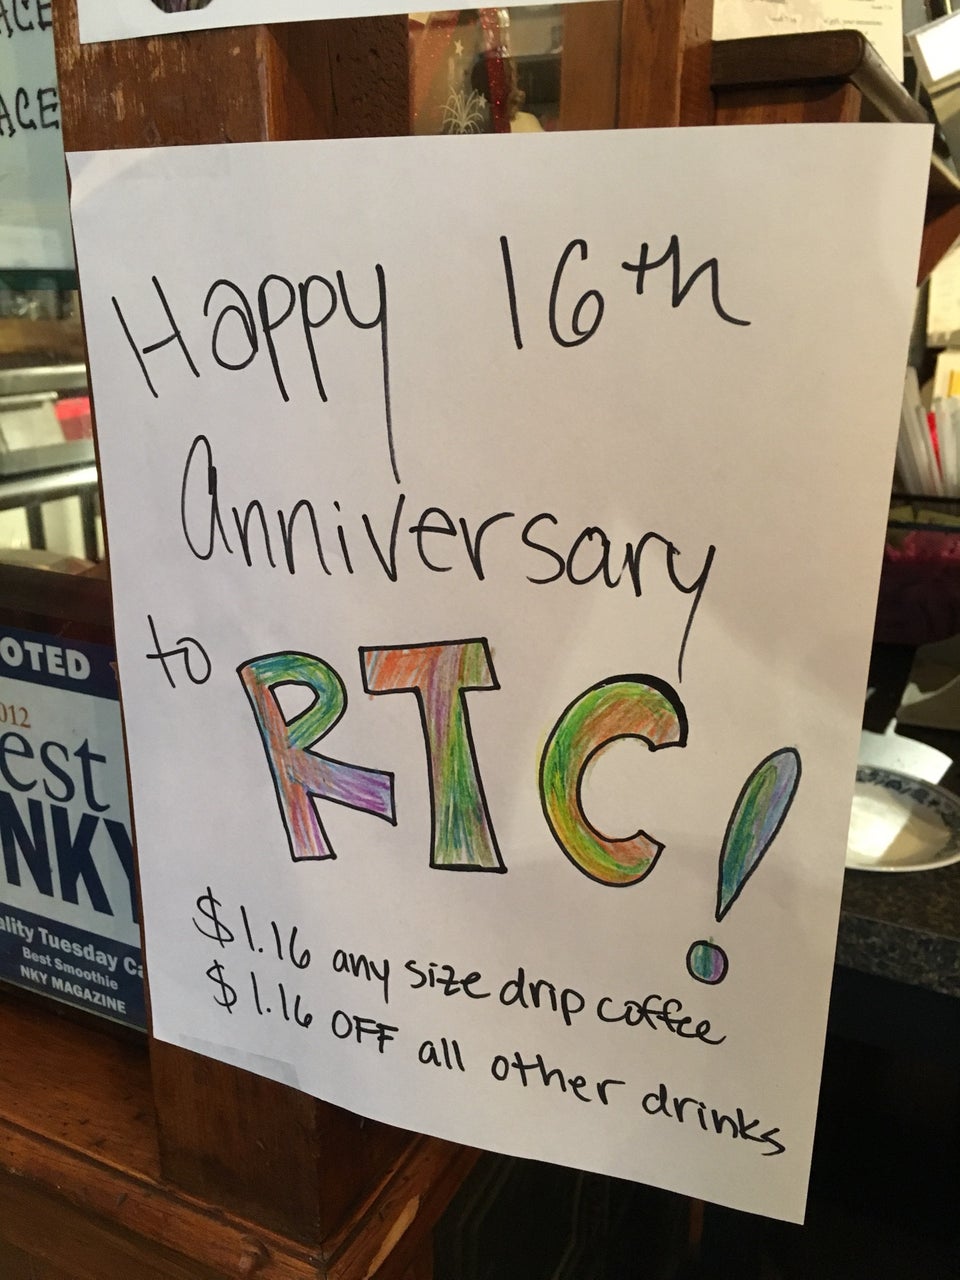 Happy 16th
Anniversary
to RTC!
$1.16 any size drip coffee
$1.16 OFF all other drinks
OTED
2012
est
NKY
ality Tuesday Ca
Best Smoothie
NKY MAGAZINE
ACE
ACE